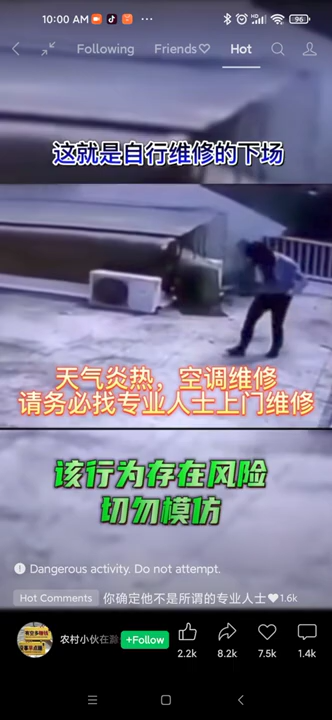 10:00 AM
96
Following Friends♡ Hot
这就是自行维修的下场
天气炎热，空调维修
请务必找专业人士上门维修
该行为存在风险
切勿模仿
Dangerous activity. Do not attempt.
Hot Comments 你确定他不是所谓的专业人士❤1.6k
农村小伙在滁 +Follow
2.2k 8.2k 7.5k 1.4k